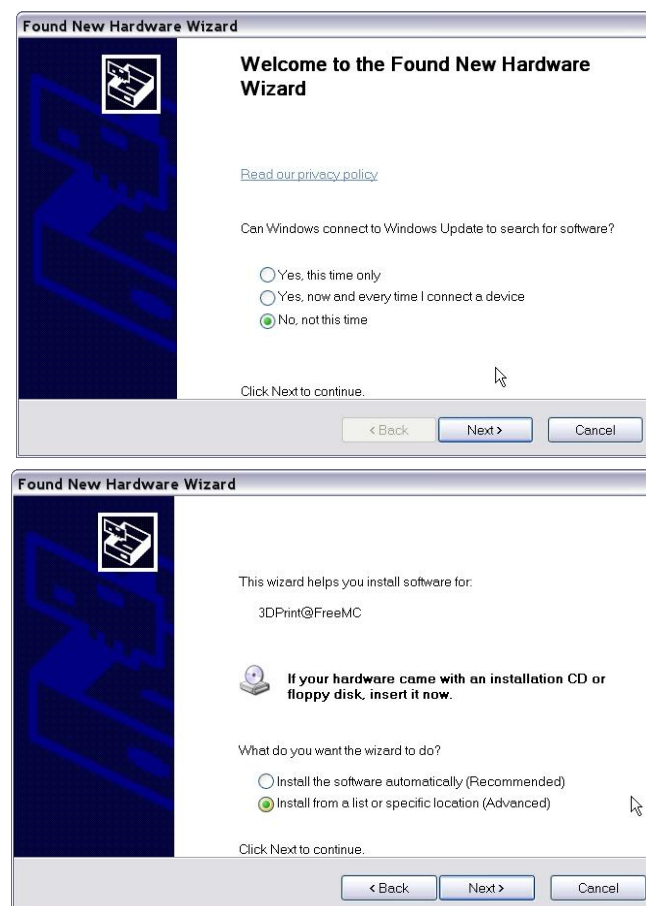 Found New Hardware Wizard
Welcome to the Found New Hardware
Wizard
Read our privacy policy
Can Windows connect to Windows Update to search for software?
Yes, this time only
Yes, now and every time I connect a device
No, not this time
Click Next to continue.
< Back Next > Cancel
Found New Hardware Wizard
This wizard helps you install software for:
3DPrint@FreeMC
If your hardware came with an installation CD or
floppy disk, insert it now.
What do you want the wizard to do?
Install the software automatically (Recommended)
Install from a list or specific location (Advanced)
Click Next to continue.
< Back Next > Cancel